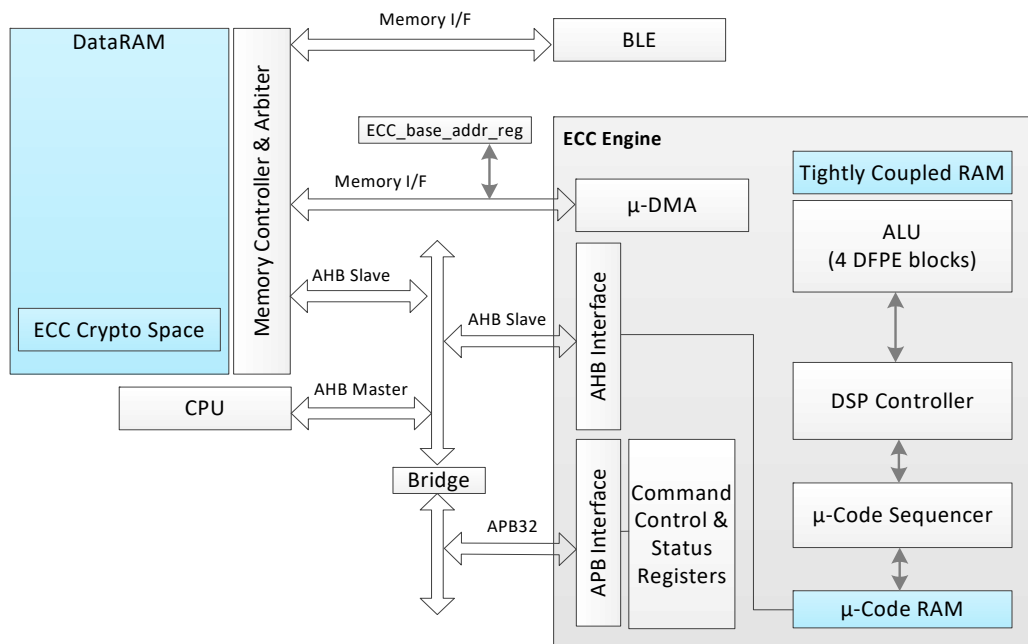 Memory I/F
DataRAM
BLE
Memory Controller & Arbiter
ECC_base_addr_reg
ECC Engine
Tightly Coupled RAM
Memory I/F
μ-DMA
ALU
(4 DFPE blocks)
AHB Slave
ECC Crypto Space
AHB Slave
AHB Interface
AHB Master
CPU
DSP Controller
Bridge
APB32
APB Interface
Command
Control &
Status
Registers
μ-Code Sequencer
μ-Code RAM